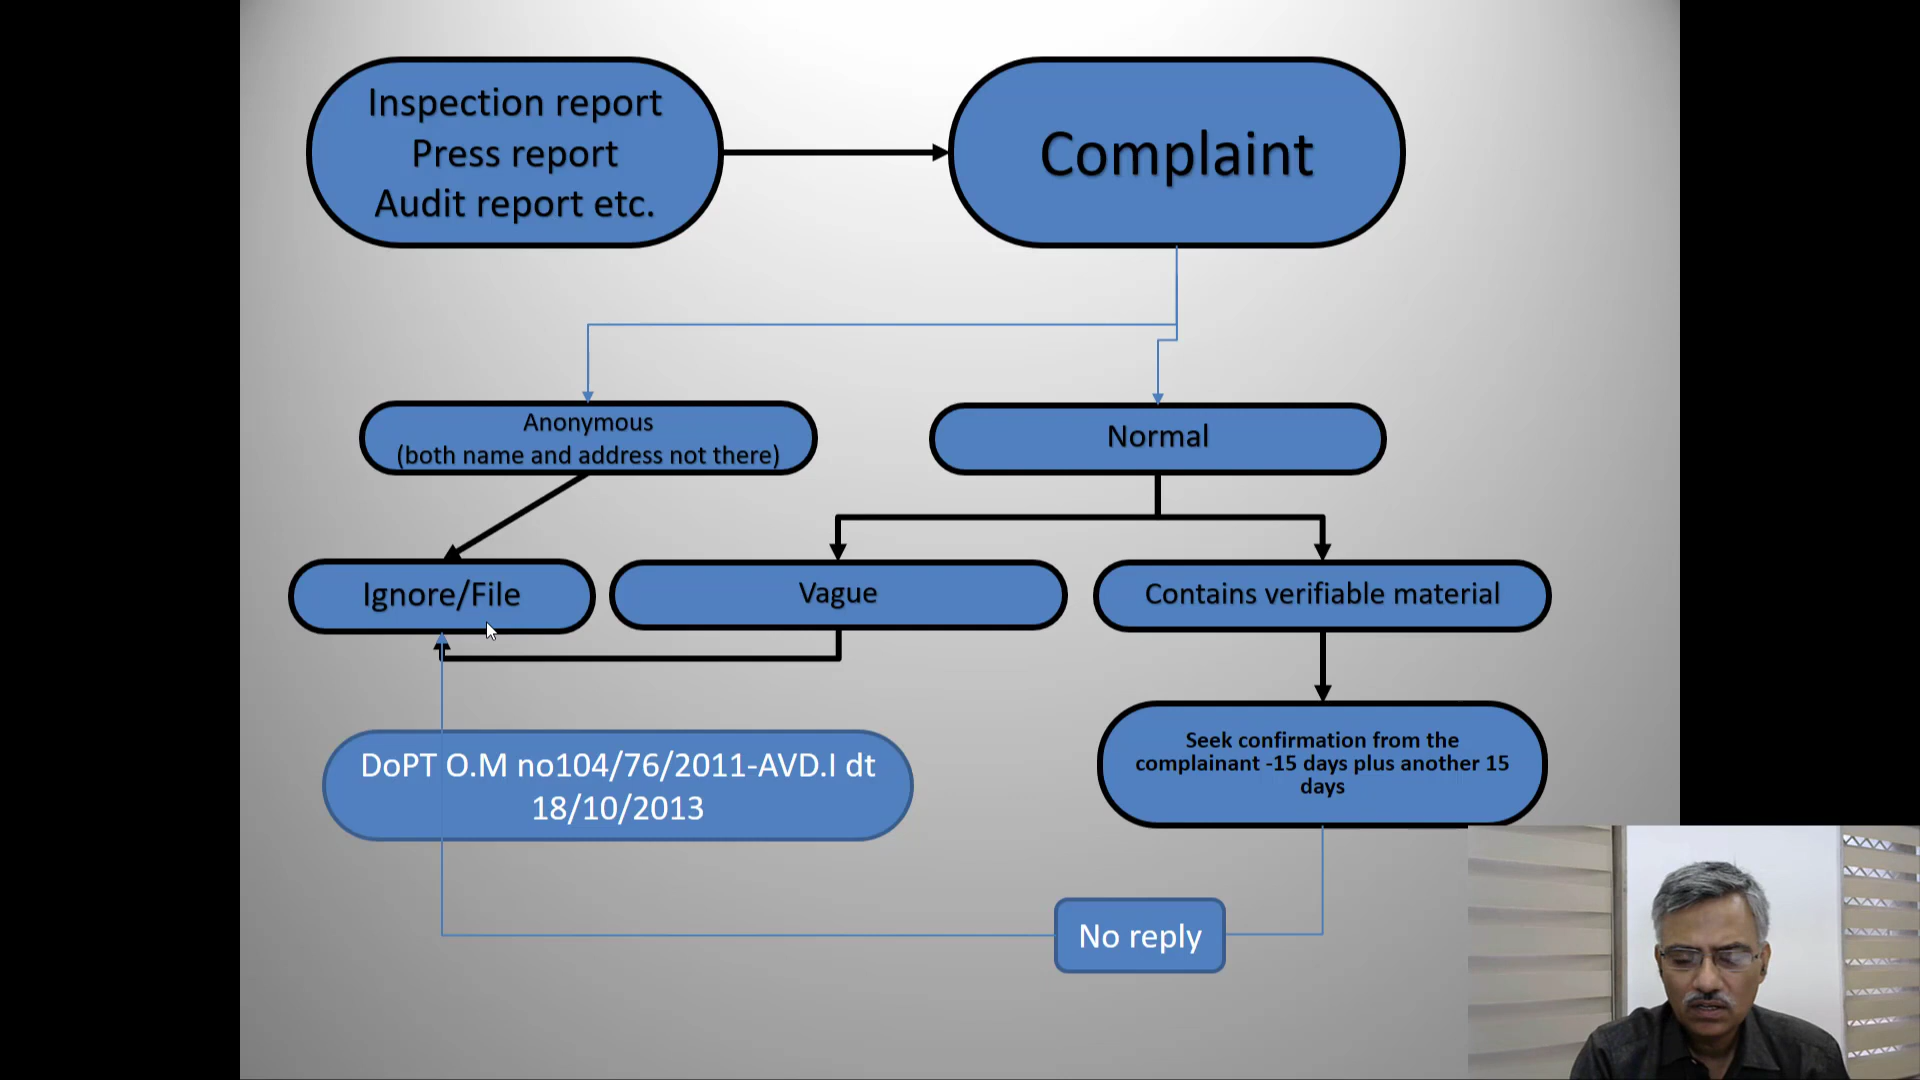 Inspection report
Press report
Audit report etc.
Complaint
Anonymous
(both name and address not there)
Normal
Ignore/File
Vague
Contains verifiable material
Seek confirmation from the
complainant -15 days plus another 15
days
DoPT O.M no104/76/2011-AVD.I dt
18/10/2013
No reply